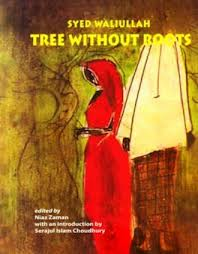 SYED WALIULLAH
TREE WITHOUT ROOTS
edited by
Niaz Zaman
with an introduction by
Serajul Islam Choudhury